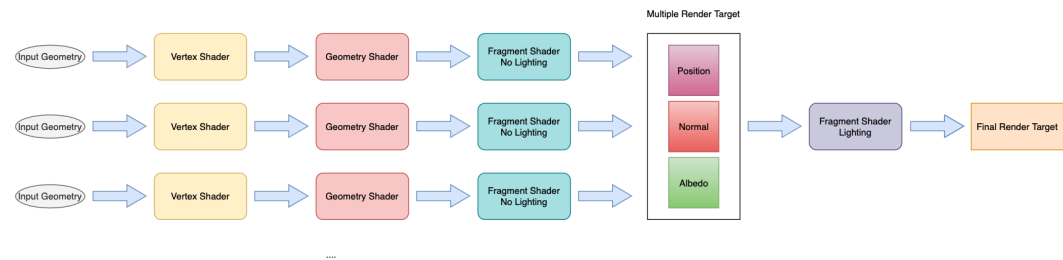 Multiple Render Target
Input Geometry
Vertex Shader
Geometry Shader
Fragment Shader
No Lighting
Input Geometry
Vertex Shader
Geometry Shader
Fragment Shader
No Lighting
Input Geometry
Vertex Shader
Geometry Shader
Fragment Shader
No Lighting
Position
Normal
Albedo
Fragment Shader
Lighting
Final Render Target
....